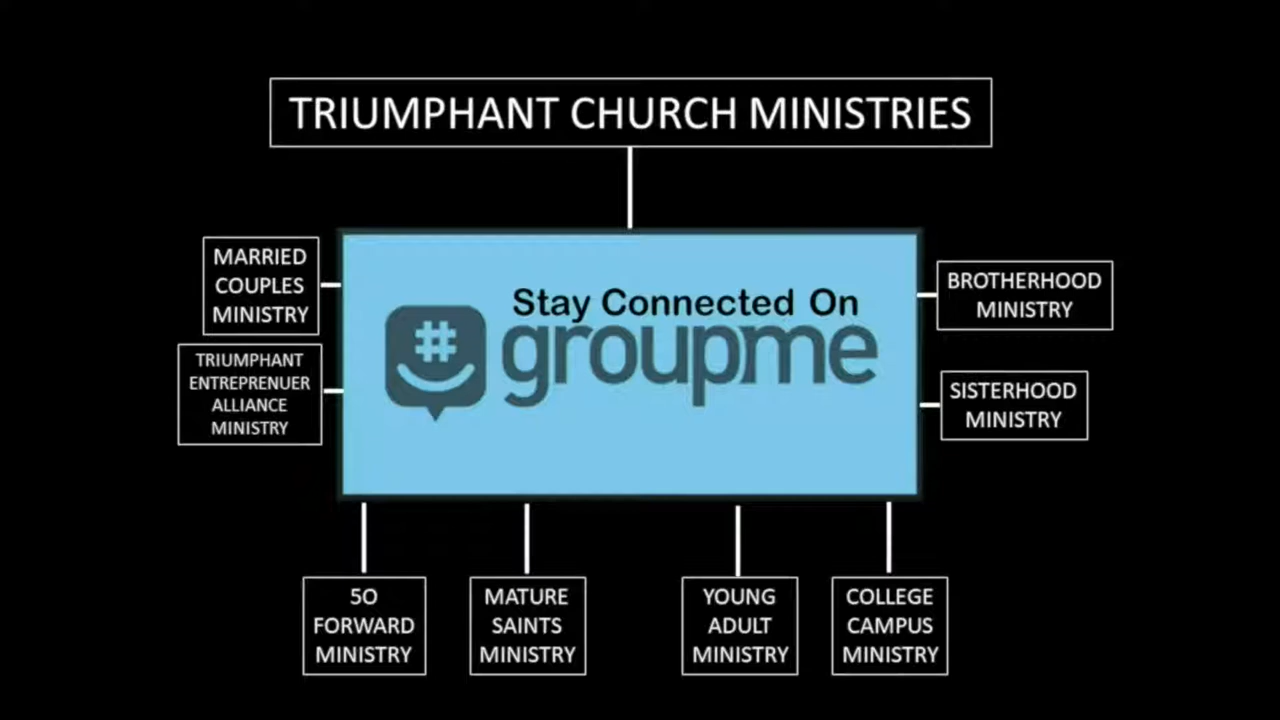 TRIUMPHANT CHURCH MINISTRIES
MARRIED
COUPLES
MINISTRY
TRIUMPHANT
ENTREPRENUER
ALLIANCE
MINISTRY
Stay Connected On
#
groupme
BROTHERHOOD
MINISTRY
SISTERHOOD
MINISTRY
5O
FORWARD
MINISTRY
MATURE
SAINTS
MINISTRY
YOUNG
ADULT
MINISTRY
COLLEGE
CAMPUS
MINISTRY